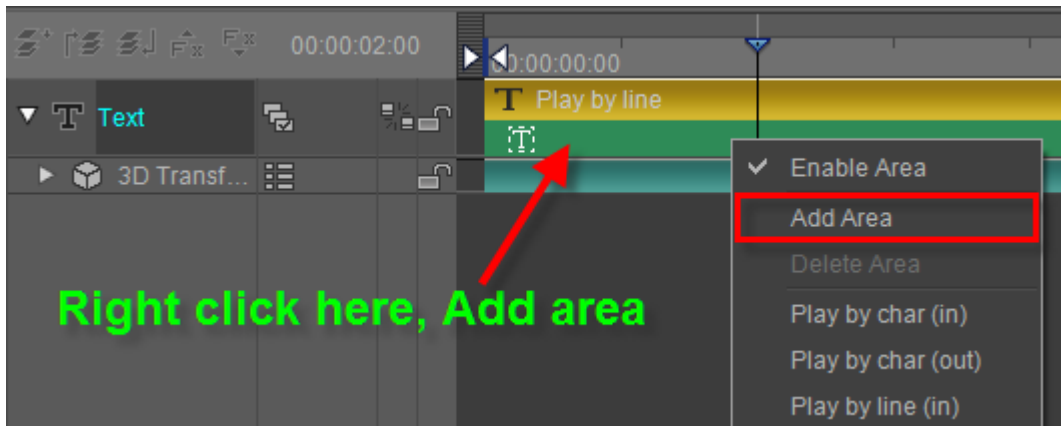 00:00:02:00
00:00:00:00
Text
Play by line
3D Transf...
Enable Area
Add Area
Delete Area
Play by char (in)
Play by char (out)
Play by line (in)
Right click here, Add area